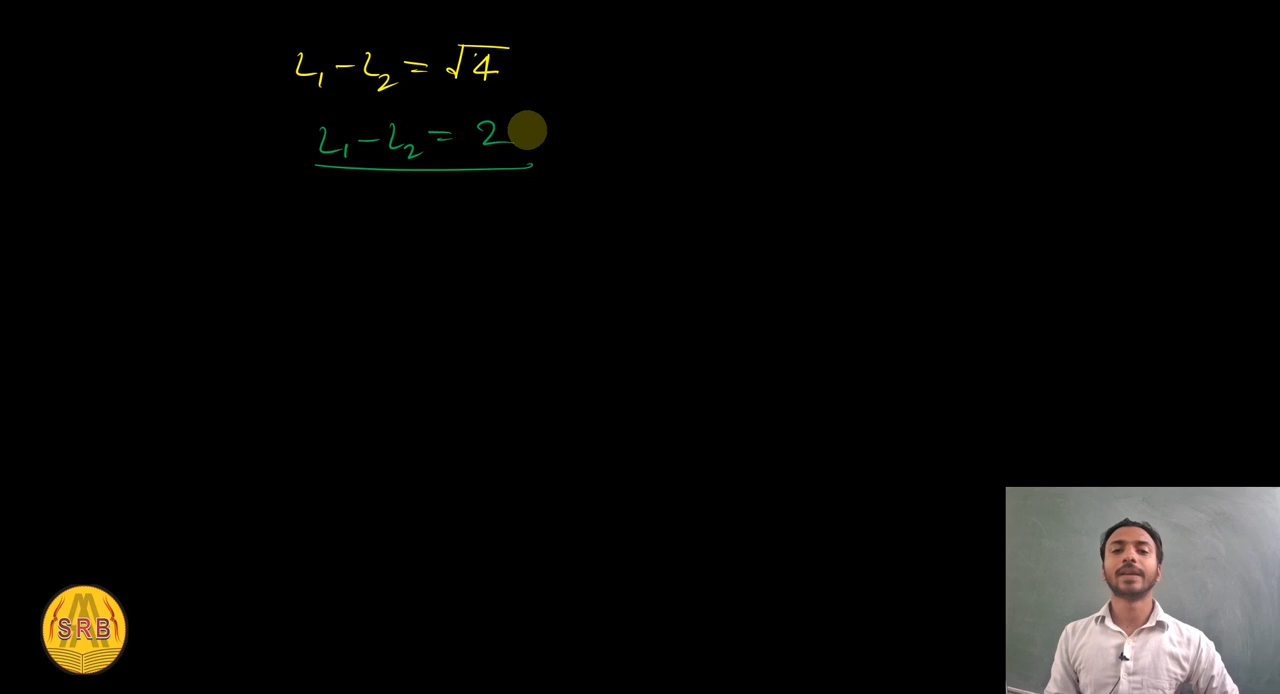 L₁ - L₂ = √4
L₁ - L₂ = 2
SRB